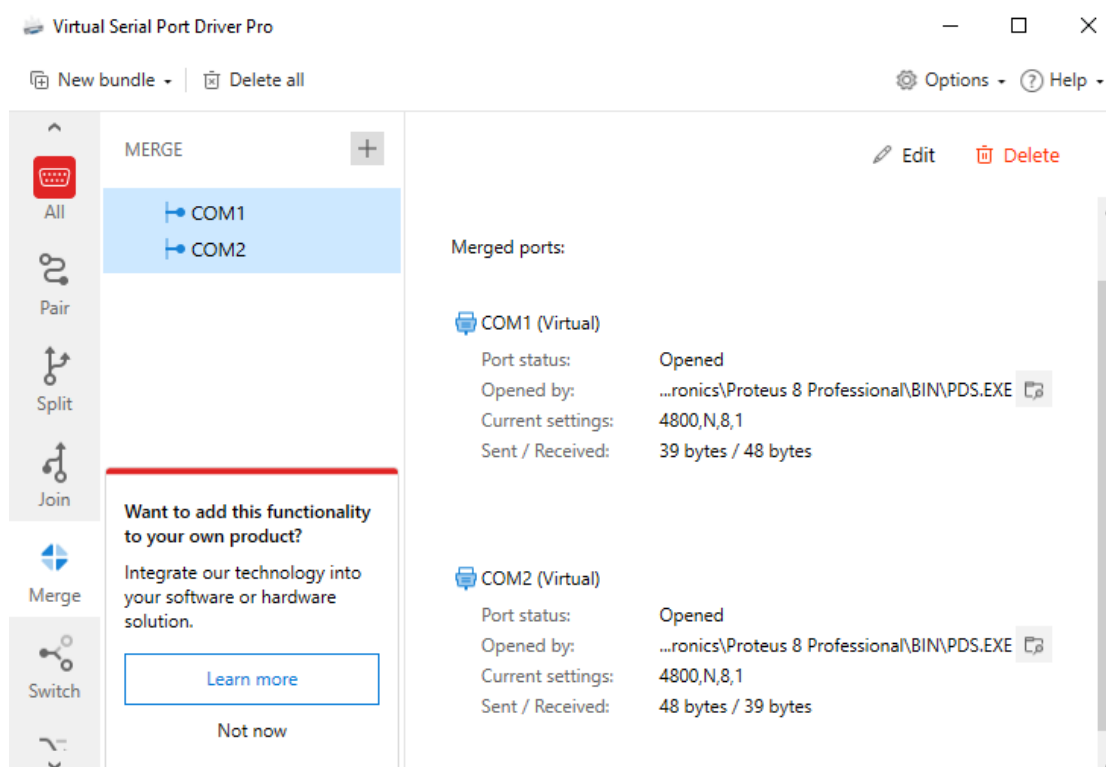 Virtual Serial Port Driver Pro
New bundle
Delete all
Options
Help
All
Pair
Split
Join
Merge
Switch
MERGE
COM1
COM2
Want to add this functionality
to your own product?
Integrate our technology into
your software or hardware
solution.
Learn more
Not now
Edit
Delete
Merged ports:
COM1 (Virtual)
Port status: Opened
Opened by: ...ronics\Proteus 8 Professional\BIN\PDS.EXE
Current settings: 4800,N,8,1
Sent / Received: 39 bytes / 48 bytes
COM2 (Virtual)
Port status: Opened
Opened by: ...ronics\Proteus 8 Professional\BIN\PDS.EXE
Current settings: 4800,N,8,1
Sent / Received: 48 bytes / 39 bytes